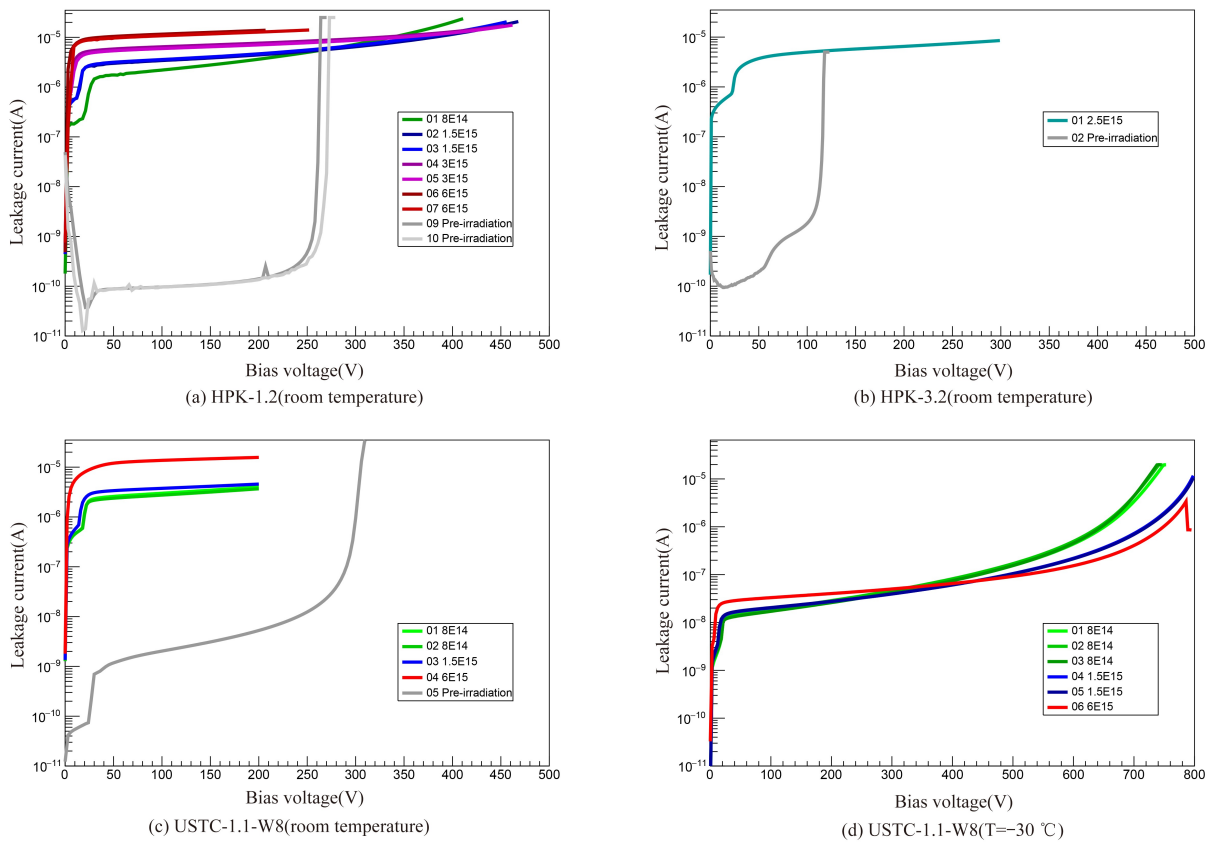 Leakage current(A)
10⁻⁵
10⁻⁶
10⁻⁷
10⁻⁸
10⁻⁹
10⁻¹⁰
10⁻¹¹
01 8E14
02 1.5E15
03 1.5E15
04 3E15
05 3E15
06 6E15
07 6E15
09 Pre-irradiation
10 Pre-irradiation
0 50 100 150 200 250 300 350 400 450 500
Bias voltage(V)
(a) HPK-1.2(room temperature)
Leakage current(A)
10⁻⁵
10⁻⁶
10⁻⁷
10⁻⁸
10⁻⁹
10⁻¹⁰
10⁻¹¹
01 2.5E15
02 Pre-irradiation
0 50 100 150 200 250 300 350 400 450 500
Bias voltage(V)
(b) HPK-3.2(room temperature)
Leakage current(A)
10⁻⁵
10⁻⁶
10⁻⁷
10⁻⁸
10⁻⁹
10⁻¹⁰
10⁻¹¹
01 8E14
02 8E14
03 1.5E15
04 6E15
05 Pre-irradiation
0 50 100 150 200 250 300 350 400 450 500
Bias voltage(V)
(c) USTC-1.1-W8(room temperature)
Leakage current(A)
10⁻⁵
10⁻⁶
10⁻⁷
10⁻⁸
10⁻⁹
10⁻¹⁰
10⁻¹¹
01 8E14
02 8E14
03 8E14
04 1.5E15
05 1.5E15
06 6E15
0 100 200 300 400 500 600 700 800
Bias voltage(V)
(d) USTC-1.1-W8(T=−30 ℃)